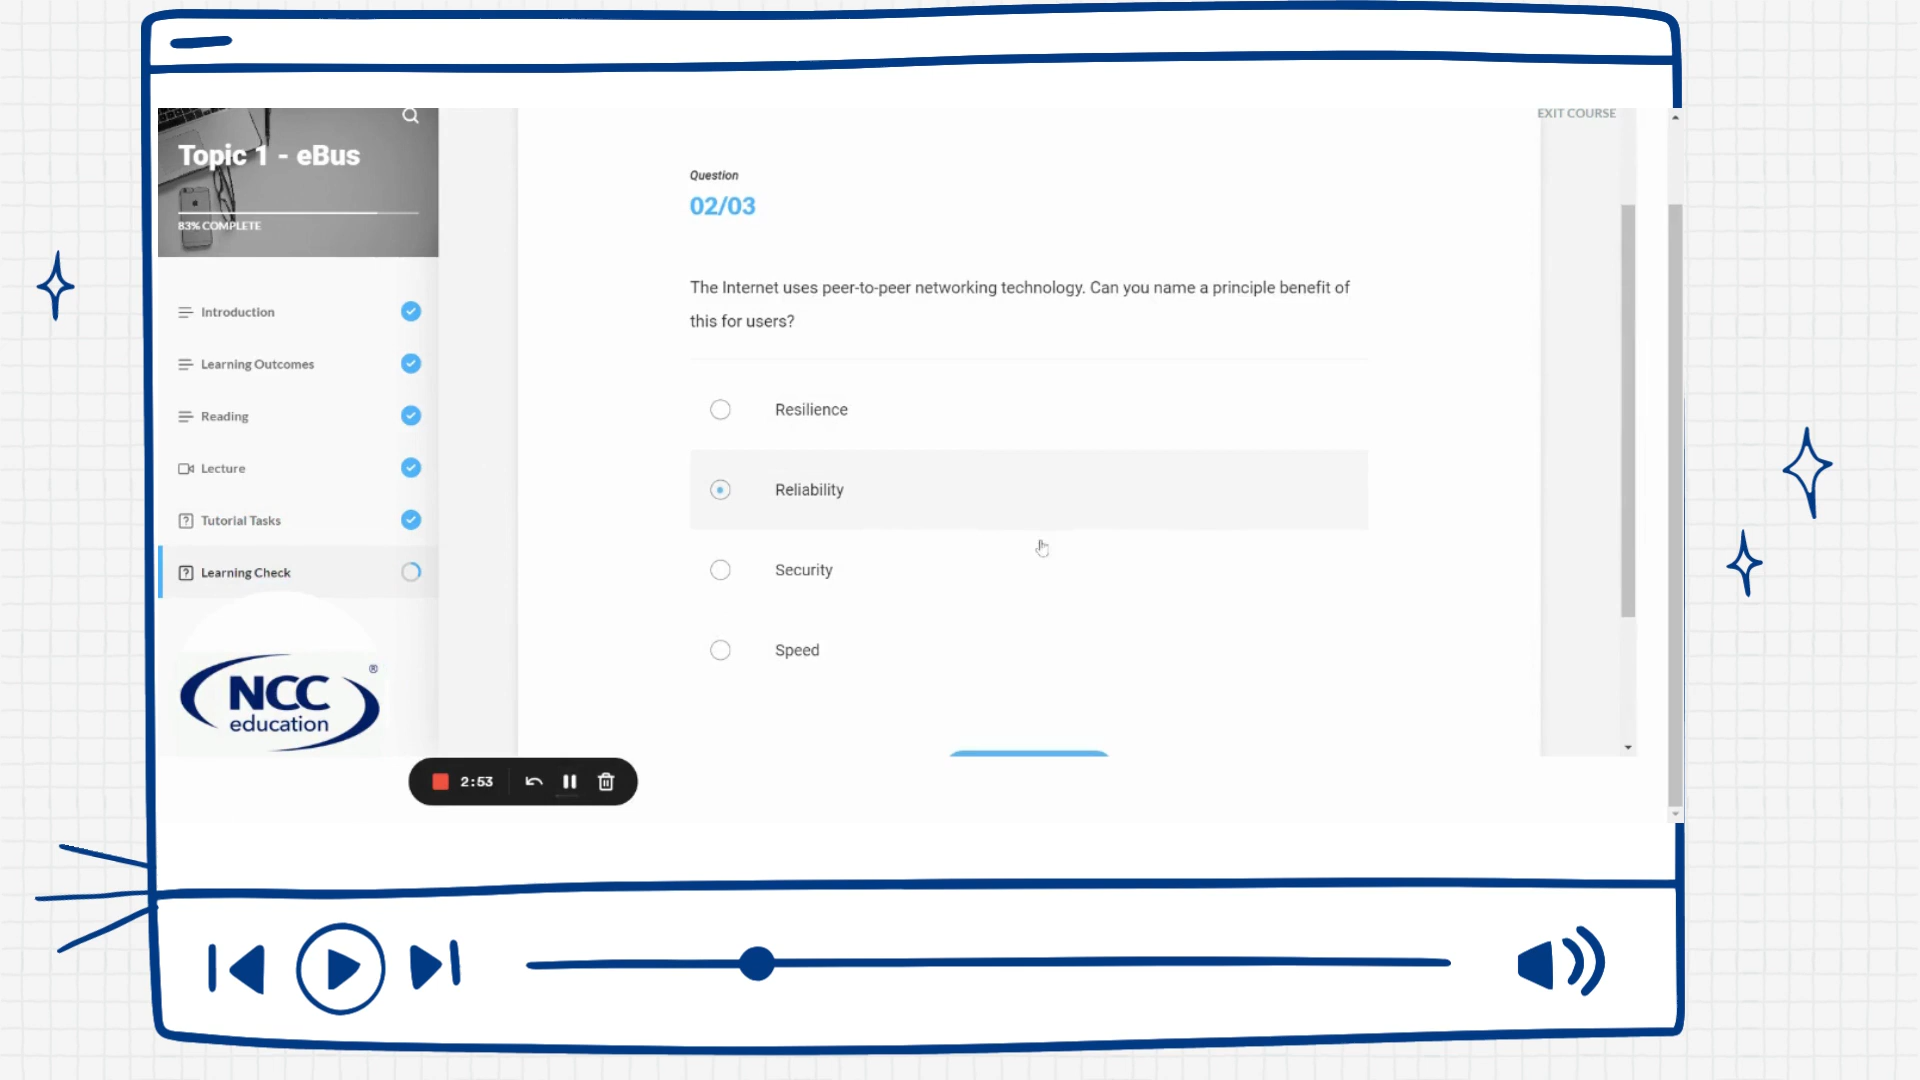 EXIT COURSE
Topic 1 - eBus
83% COMPLETE
Introduction
Learning Outcomes
Reading
Lecture
Tutorial Tasks
Learning Check
NCC ®
education
Question
02/03
The Internet uses peer-to-peer networking technology. Can you name a principle benefit of
this for users?
Resilience
Reliability
Security
Speed
2:53